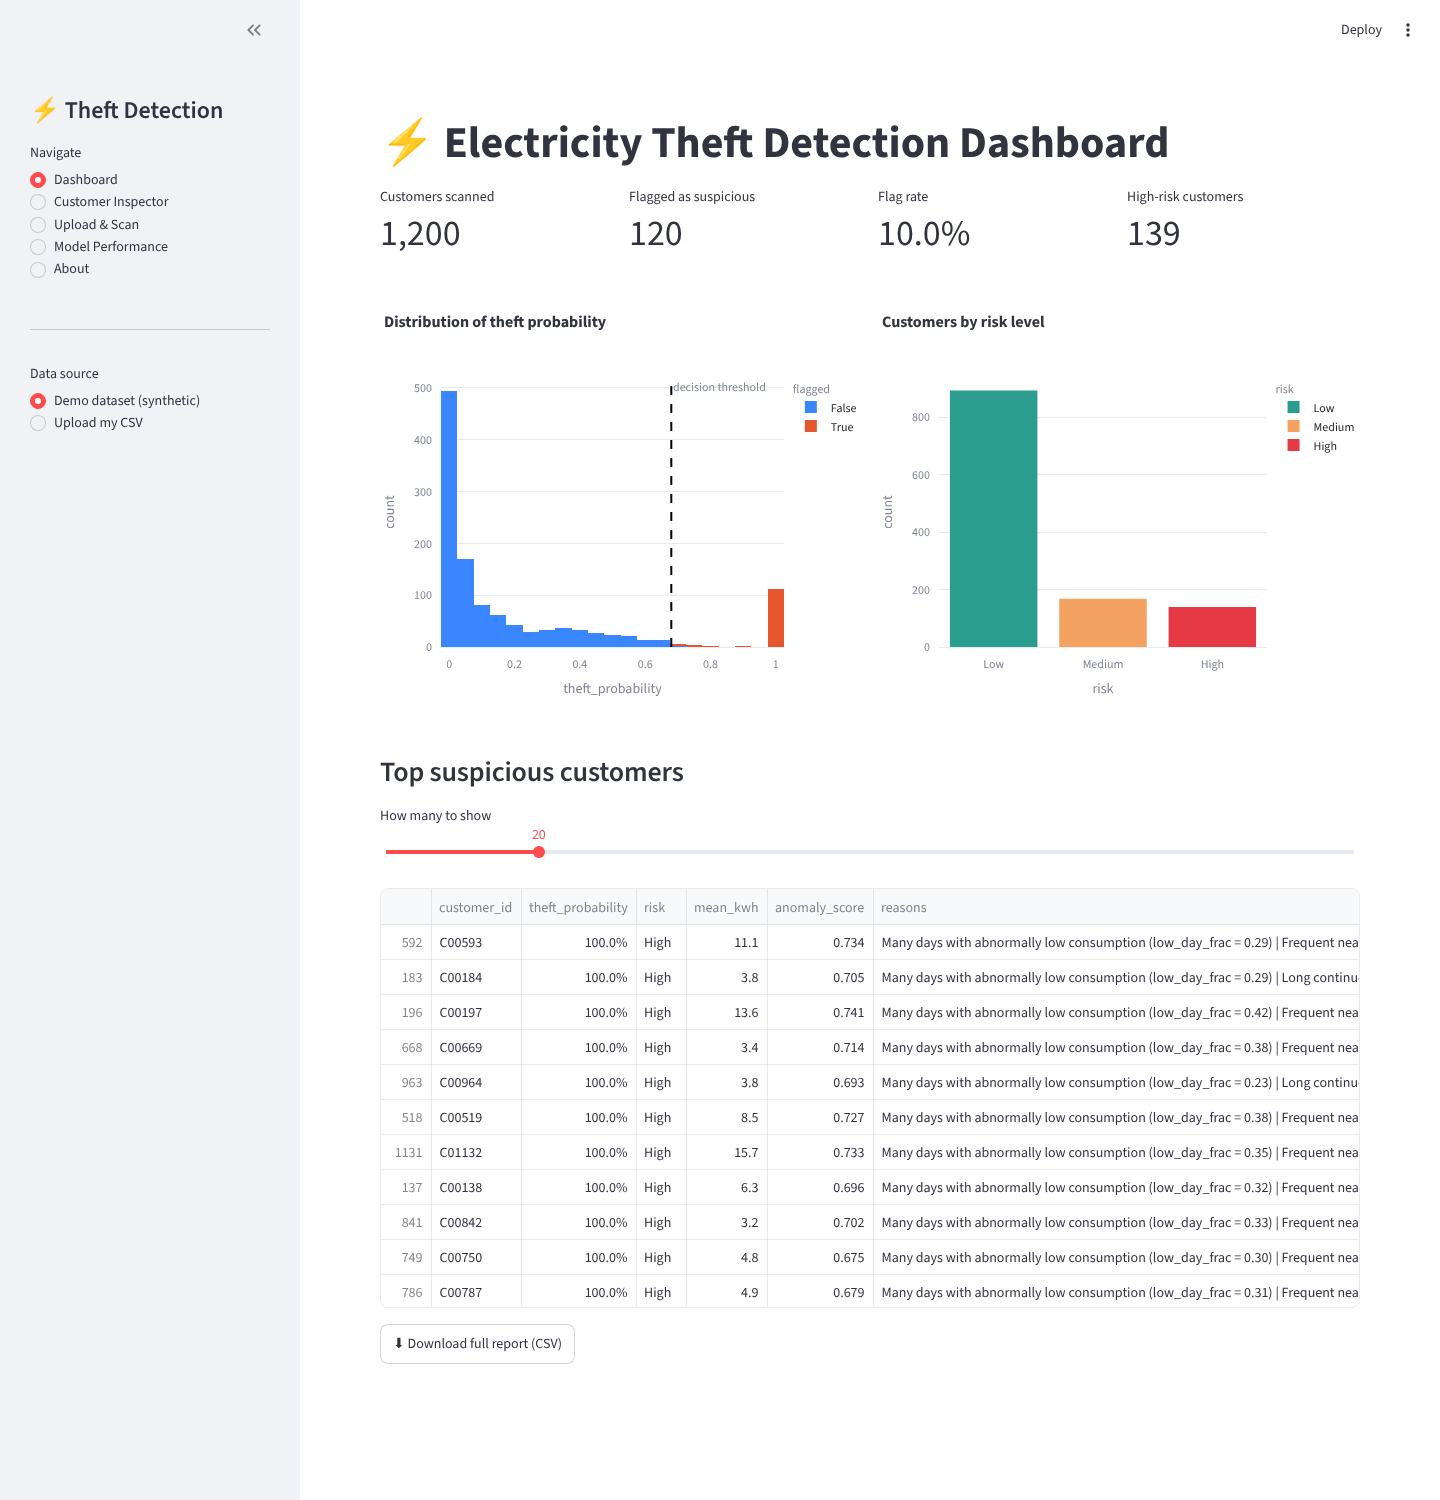 Deploy
⚡ Theft Detection
Navigate
Dashboard
Customer Inspector
Upload & Scan
Model Performance
About
Data source
Demo dataset (synthetic)
Upload my CSV
⚡ Electricity Theft Detection Dashboard
Customers scanned
1,200
Flagged as suspicious
120
Flag rate
10.0%
High-risk customers
139
Distribution of theft probability
500
400
300
200
100
0
count
0 0.2 0.4 0.6 0.8 1
theft_probability
decision threshold
flagged
False
True
Customers by risk level
800
600
400
200
0
count
Low Medium High
risk
risk
Low
Medium
High
Top suspicious customers
How many to show
20
customer_id theft_probability risk mean_kwh anomaly_score reasons
592 C00593 100.0% High 11.1 0.734 Many days with abnormally low consumption (low_day_frac = 0.29) | Frequent nea
183 C00184 100.0% High 3.8 0.705 Many days with abnormally low consumption (low_day_frac = 0.29) | Long continu
196 C00197 100.0% High 13.6 0.741 Many days with abnormally low consumption (low_day_frac = 0.42) | Frequent nea
668 C00669 100.0% High 3.4 0.714 Many days with abnormally low consumption (low_day_frac = 0.38) | Frequent nea
963 C00964 100.0% High 3.8 0.693 Many days with abnormally low consumption (low_day_frac = 0.23) | Long continu
518 C00519 100.0% High 8.5 0.727 Many days with abnormally low consumption (low_day_frac = 0.38) | Frequent nea
1131 C01132 100.0% High 15.7 0.733 Many days with abnormally low consumption (low_day_frac = 0.35) | Frequent nea
137 C00138 100.0% High 6.3 0.696 Many days with abnormally low consumption (low_day_frac = 0.32) | Frequent nea
841 C00842 100.0% High 3.2 0.702 Many days with abnormally low consumption (low_day_frac = 0.33) | Frequent nea
749 C00750 100.0% High 4.8 0.675 Many days with abnormally low consumption (low_day_frac = 0.30) | Frequent nea
786 C00787 100.0% High 4.9 0.679 Many days with abnormally low consumption (low_day_frac = 0.31) | Frequent nea
⬇ Download full report (CSV)